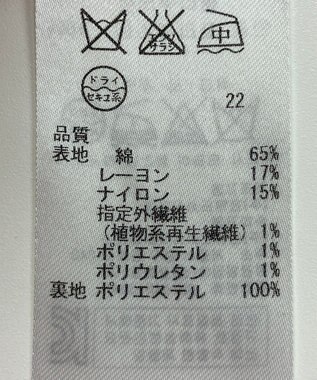 エンソ
サラシ
中
ドライ
セキユ系
22
品質
表地 綿 65%
レーヨン 17%
ナイロン 15%
指定外繊維
(植物系再生繊維) 1%
ポリエステル 1%
ポリウレタン 1%
裏地 ポリエステル 100%